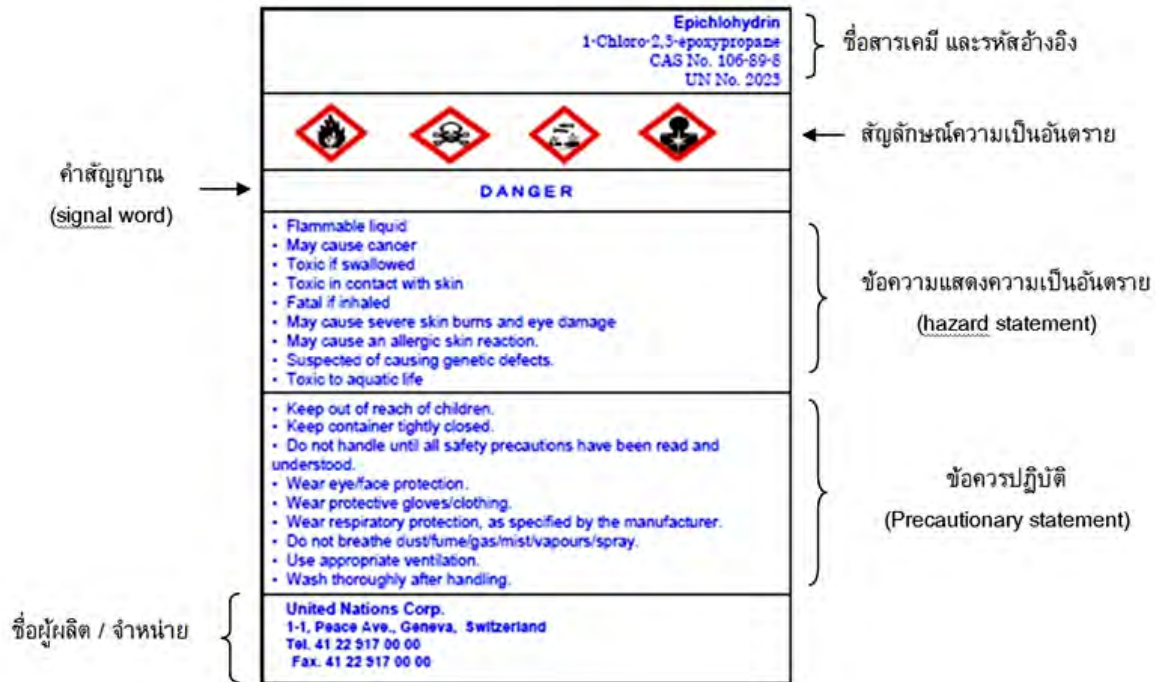 Epichlohydrin
1-Chloro-2,3-epoxypropane
CAS No. 106-89-8
UN No. 2023
ชื่อสารเคมี และรหัสอ้างอิง
สัญลักษณ์ความเป็นอันตราย
คำสัญญาณ
(signal word)
DANGER
• Flammable liquid
• May cause cancer
• Toxic if swallowed
• Toxic in contact with skin
• Fatal if inhaled
• May cause severe skin burns and eye damage
• May cause an allergic skin reaction.
• Suspected of causing genetic defects.
• Toxic to aquatic life
ข้อความแสดงความเป็นอันตราย
(hazard statement)
• Keep out of reach of children.
• Keep container tightly closed.
• Do not handle until all safety precautions have been read and
understood.
• Wear eye/face protection.
• Wear protective gloves/clothing.
• Wear respiratory protection, as specified by the manufacturer.
• Do not breathe dust/fume/gas/mist/vapours/spray.
• Use appropriate ventilation.
• Wash thoroughly after handling.
ข้อควรปฏิบัติ
(Precautionary statement)
ชื่อผู้ผลิต / จำหน่าย
United Nations Corp.
1-1, Peace Ave., Geneva, Switzerland
Tel. 41 22 917 00 00
Fax. 41 22 917 00 00